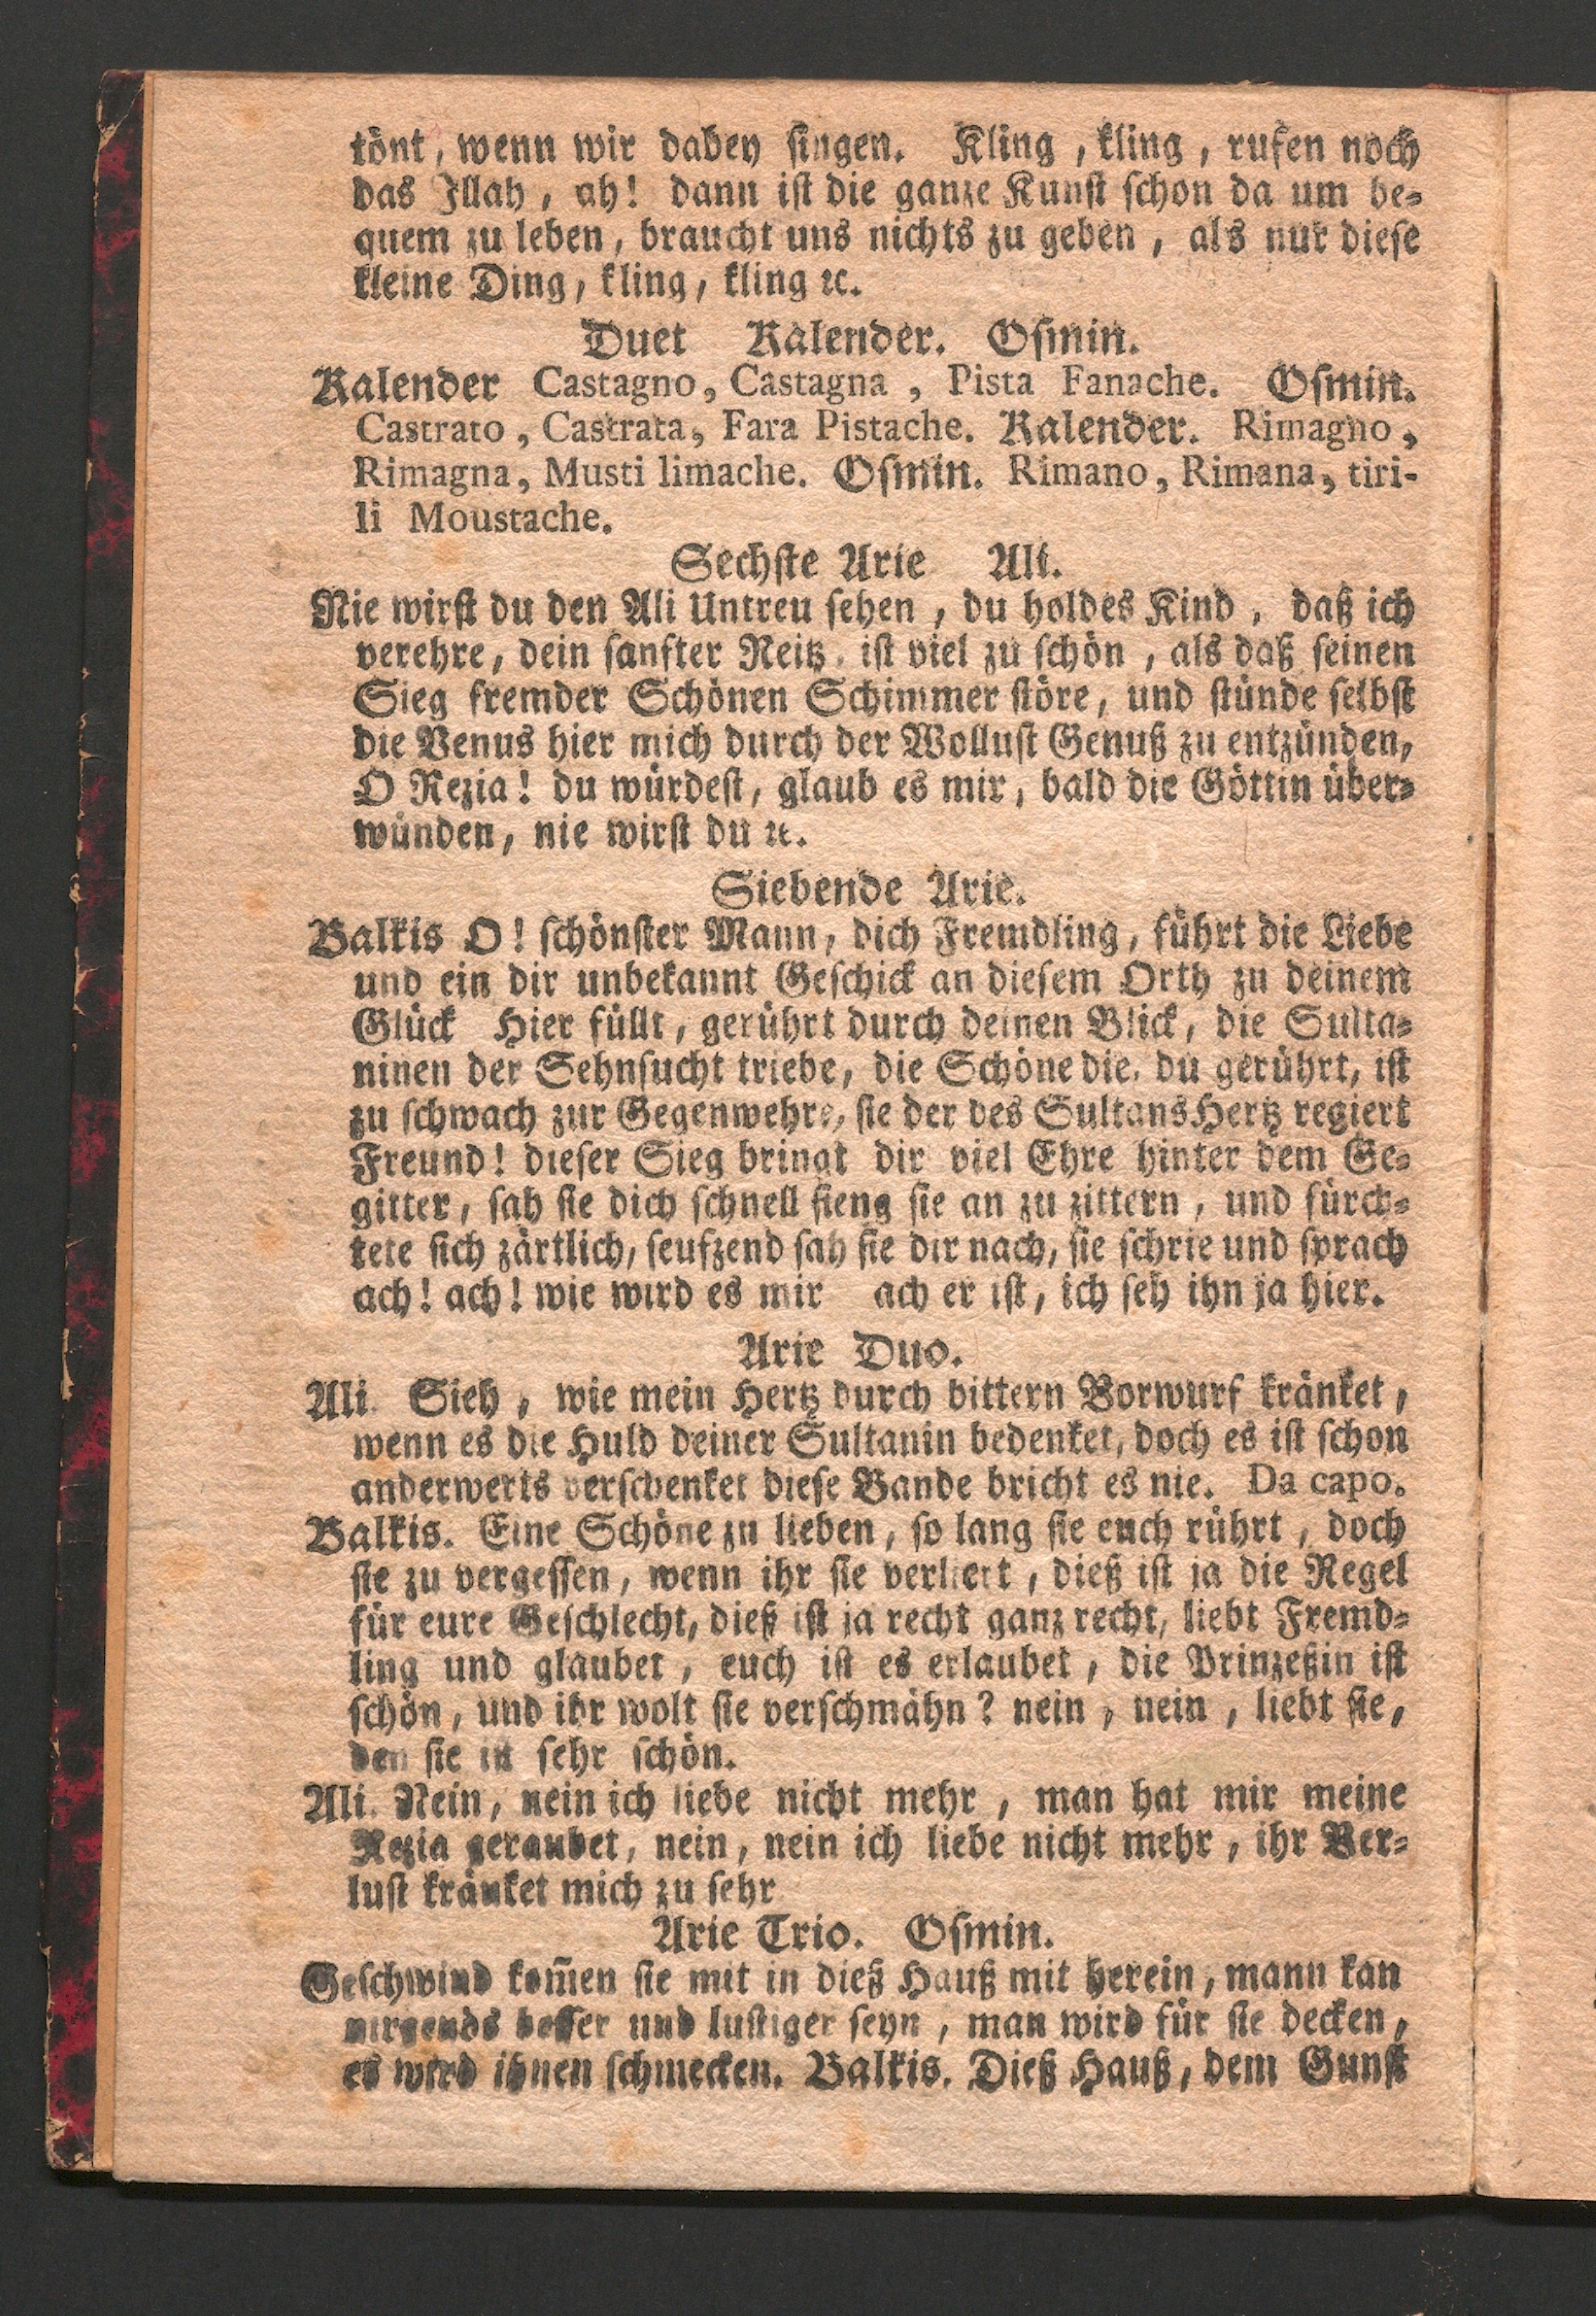 tönt, wenn wir dabey ſingen. Kling, kling, rufen noch
das Illah, ah! dann iſt die ganze Kunſt ſchon da um be⸗
quem zu leben, braucht uns nichts zu geben, als nur dieſe
kleine Ding, kling, kling ꝛc.
Duet Kalender. Oſmin.
Kalender Castagno, Castagna, Pista Fanache. Oſmin.
Castrato, Castrata, Fara Pistache. Kalender. Rimagno,
Rimagna, Musti limache. Oſmin. Rimano, Rimana, tiri-
li Moustache.
Sechſte Arie Ali.
Nie wirſt du den Ali Untreu ſehen, du holdes Kind, daß ich
verehre, dein ſanfter Reitz, iſt viel zu ſchön, als daß ſeinen
Sieg fremder Schönen Schimmer ſtöre, und ſtünde ſelbſt
die Venus hier mich durch der Wolluſt Genuß zu entzünden,
O Rezia! du würdeſt, glaub es mir, bald die Göttin über⸗
wünden, nie wirſt du ꝛc.
Siebende Arie.
Balkis O! ſchönſter Mann, dich Fremdling, führt die Liebe
und ein dir unbekannt Geſchick an dieſem Orth zu deinem
Glück Hier füllt, gerührt durch deinen Blick, die Sulta⸗
ninen der Sehnſucht triebe, die Schöne die, du gerührt, iſt
zu ſchwach zur Gegenwehre, ſie der des Sultans Hertz regiert
Freund! dieſer Sieg bringt dir viel Ehre hinter dem Ge⸗
gitter, ſah ſie dich ſchnell fieng ſie an zu zittern, und fürch⸗
tete ſich zärtlich, ſeufzend ſah ſie dir nach, ſie ſchrie und ſprach
ach! ach! wie wird es mir ach er iſt, ich ſeh ihn ja hier.
Arie Duo.
Ali. Sieh, wie mein Hertz durch bittern Vorwurf kränket,
wenn es die Huld deiner Sultanin bedenket, doch es iſt ſchon
anderwerts verſchenket dieſe Bande bricht es nie. Da capo.
Balkis. Eine Schöne zu lieben, ſo lang ſie euch rührt, doch
ſie zu vergeſſen, wenn ihr ſie verliert, dieß iſt ja die Regel
für eure Geſchlecht, dieß iſt ja recht ganz recht, liebt Fremd⸗
ling und glaubet, euch iſt es erlaubet, die Prinzeßin iſt
ſchön, und ihr wolt ſie verſchmähn? nein, nein, liebt ſie,
den ſie iſt ſehr ſchön.
Ali. Nein, nein ich liebe nicht mehr, man hat mir meine
Rezia geraubet, nein, nein ich liebe nicht mehr, ihr Ver⸗
luſt kränket mich zu ſehr
Arie Trio. Oſmin.
Geſchwind kom̄en ſie mit in dieß Hauß mit herein, mann kan
nirgends beſſer und luſtiger ſeyn, man wird für ſie decken,
es wird ihnen ſchmecken. Balkis. Dieß Hauß, dem Gunſt